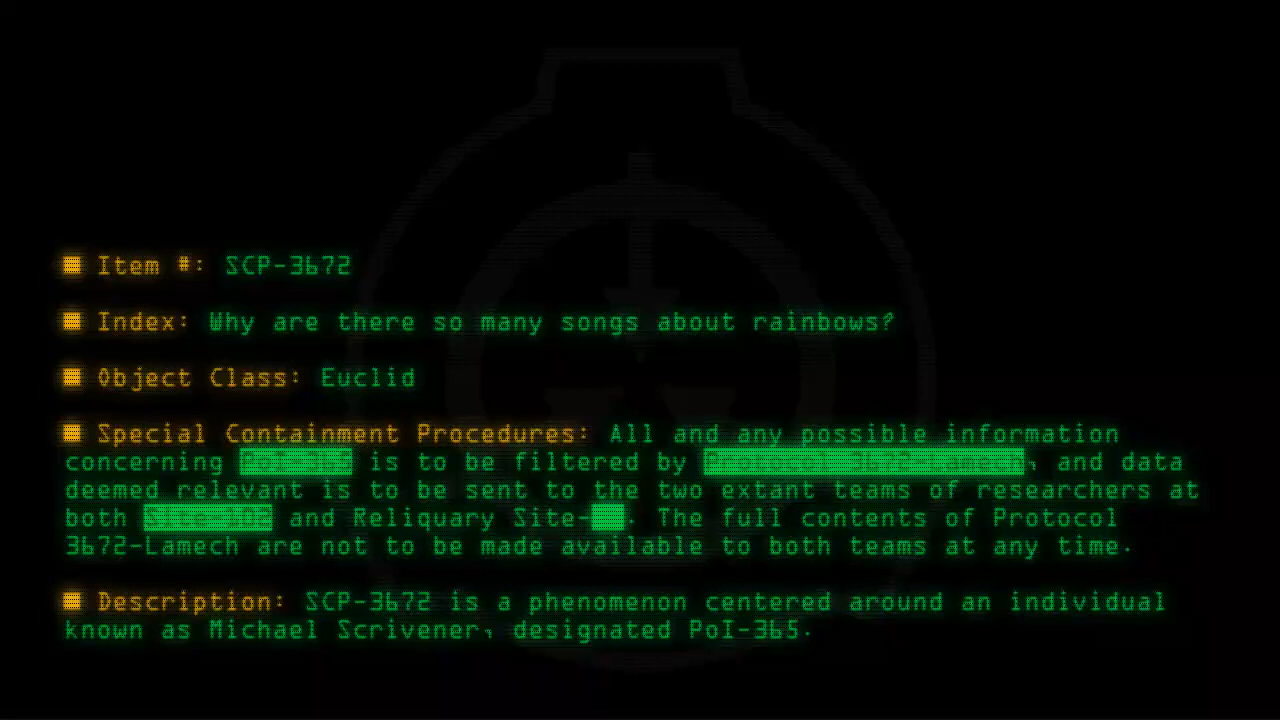 Item #: SCP-3672
Index: Why are there so many songs about rainbows?
Object Class: Euclid
Special Containment Procedures: All and any possible information
concerning PoI-365 is to be filtered by Protocol 3672-Lamech, and data
deemed relevant is to be sent to the two extant teams of researchers at
both Site-102 and Reliquary Site-██. The full contents of Protocol
3672-Lamech are not to be made available to both teams at any time.
Description: SCP-3672 is a phenomenon centered around an individual
known as Michael Scrivener, designated PoI-365.